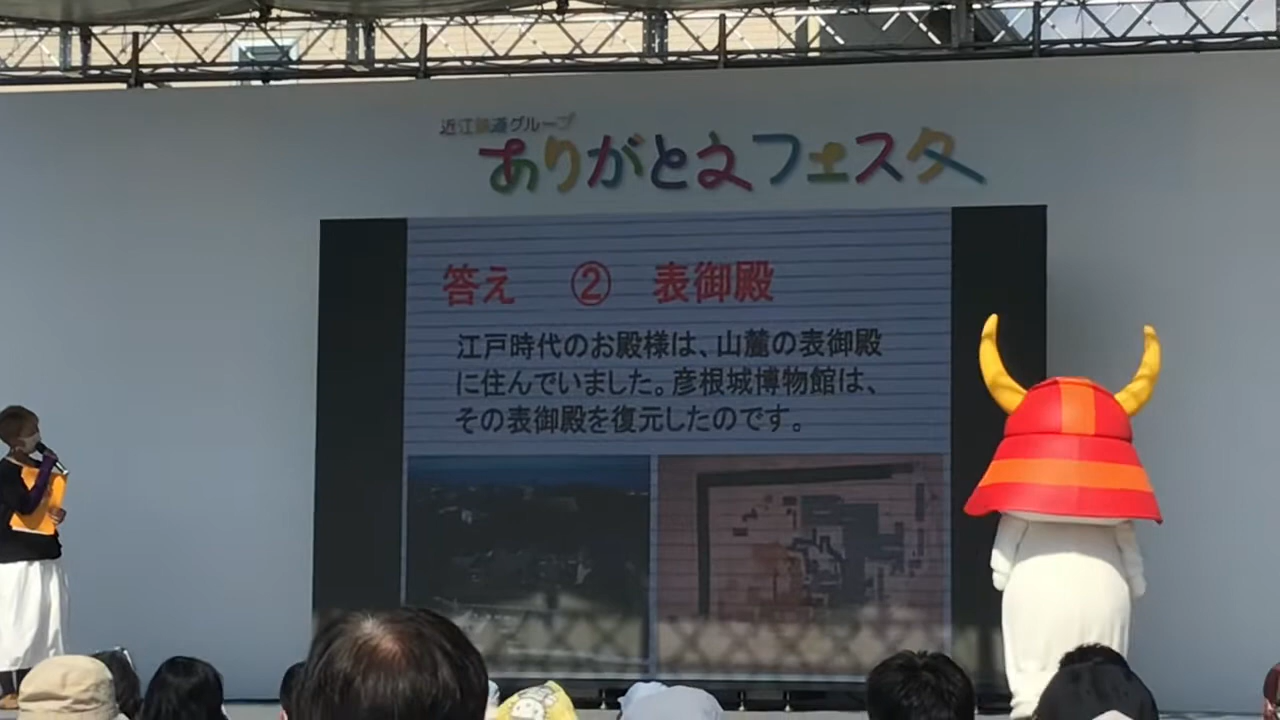 近江鉄道グループ
ありがとうフェスタ
答え ② 表御殿
江戸時代のお殿様は、山麓の表御殿
に住んでいました。彦根城博物館は、
その表御殿を復元したのです。